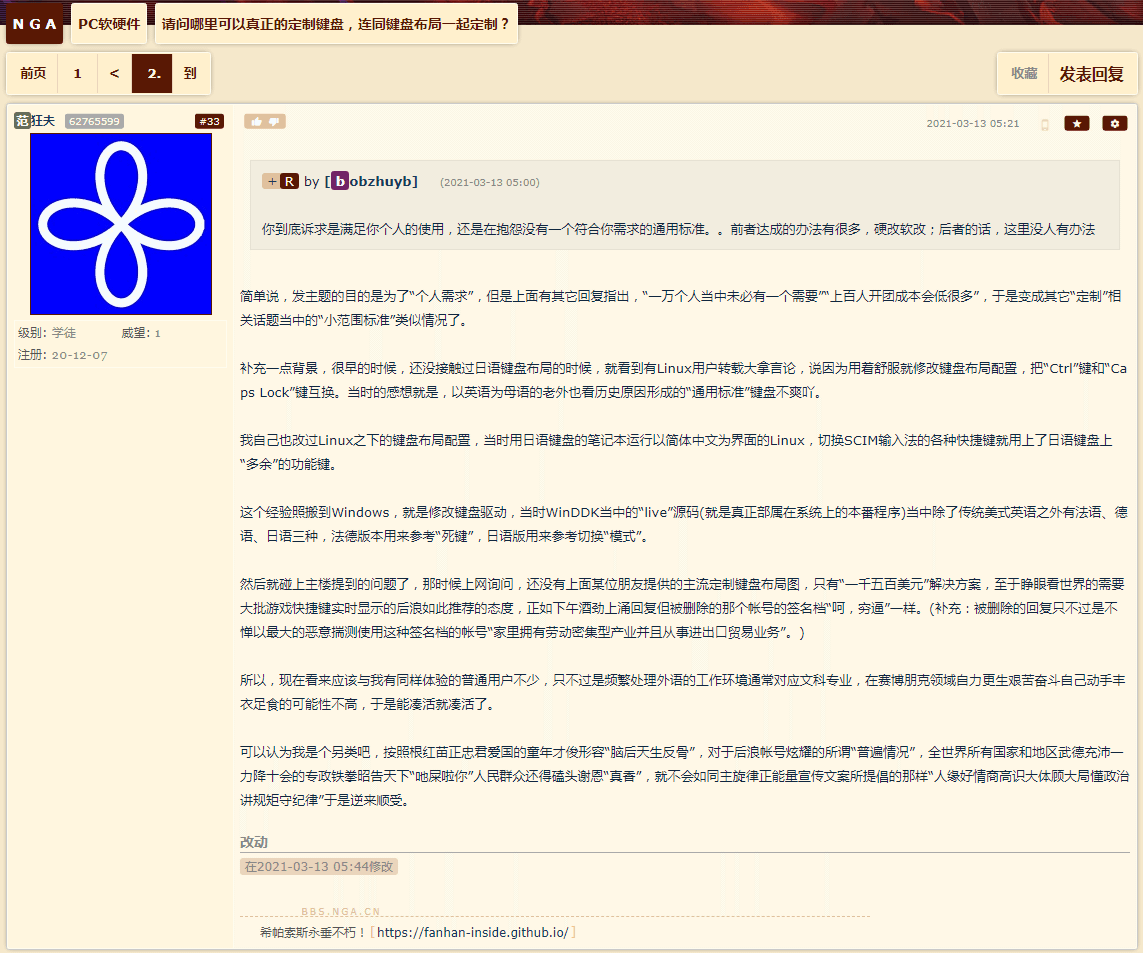 N G A PC软硬件 请问哪里可以真正的定制键盘，连同键盘布局一起定制？
前页 1 < 2. 到 收藏 发表回复
范狂夫 62765599 #33 2021-03-13 05:21
+ R by [bobzhuyb] (2021-03-13 05:00)
你到底诉求是满足你个人的使用，还是在抱怨没有一个符合你需求的通用标准。。前者达成的办法有很多，硬改软改；后者的话，这里没人有办法
级别: 学徒 威望: 1
注册: 20-12-07
简单说，发主题的目的是为了“个人需求”，但是上面有其它回复指出，“一万个人当中未必有一个需要”“上百人开团成本会低很多”，于是变成其它“定制”相
关话题当中的“小范围标准”类似情况了。
补充一点背景，很早的时候，还没接触过日语键盘布局的时候，就看到有Linux用户转载大拿言论，说因为用着舒服就修改键盘布局配置，把“Ctrl”键和“Ca
ps Lock”键互换。当时的感想就是，以英语为母语的老外也看历史原因形成的“通用标准”键盘不爽吖。
我自己也改过Linux之下的键盘布局配置，当时用日语键盘的笔记本运行以简体中文为界面的Linux，切换SCIM输入法的各种快捷键就用上了日语键盘上
“多余”的功能键。
这个经验照搬到Windows，就是修改键盘驱动，当时WinDDK当中的“live”源码(就是真正部属在系统上的本番程序)当中除了传统美式英语之外有法语、德
语、日语三种，法德版本用来参考“死键”，日语版用来参考切换“模式”。
然后就碰上主楼提到的问题了，那时候上网询问，还没有上面某位朋友提供的主流定制键盘布局图，只有“一千五百美元”解决方案，至于睁眼看世界的需要
大批游戏快捷键实时显示的后浪如此推荐的态度，正如下午酒劲上涌回复但被删除的那个帐号的签名档“呵，穷逼”一样。(补充：被删除的回复只不过是不
惮以最大的恶意揣测使用这种签名档的帐号“家里拥有劳动密集型产业并且从事进出口贸易业务”。)
所以，现在看来应该与我有同样体验的普通用户不少，只不过是频繁处理外语的工作环境通常对应文科专业，在赛博朋克领域自力更生艰苦奋斗自己动手丰
衣足食的可能性不高，于是能凑活就凑活了。
可以认为我是个另类吧，按照根红苗正忠君爱国的童年才俊形容“脑后天生反骨”，对于后浪帐号炫耀的所谓“普遍情况”，全世界所有国家和地区武德充沛一
力降十会的专政铁拳昭告天下“吔屎啦你”人民群众还得磕头谢恩“真香”，就不会如同主旋律正能量宣传文案所提倡的那样“人缘好情商高识大体顾大局懂政治
讲规矩守纪律”于是逆来顺受。
改动
在2021-03-13 05:44修改
BBS.NGA.CN
希帕索斯永垂不朽！[https://fanhan-inside.github.io/]